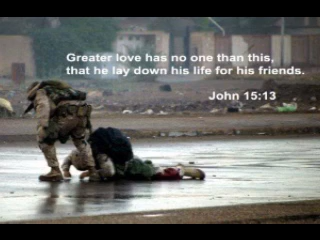 Greater love has no one than this,
that he lay down his life for his friends.
John 15:13